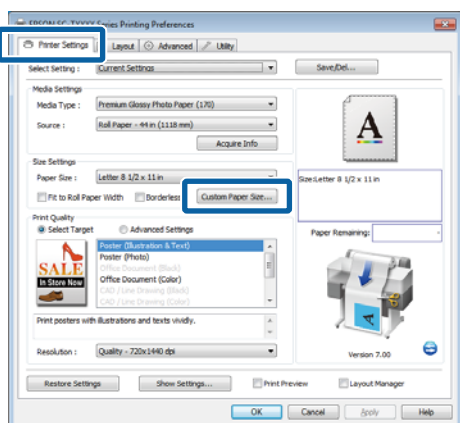 EPSON SC-TXXXX Series Printing Preferences
Printer Settings Layout Advanced Utility
Select Setting : Current Settings Save/Del...
Media Settings
Media Type : Premium Glossy Photo Paper (170)
Source : Roll Paper - 44 in (1118 mm)
Acquire Info
Size Settings
Paper Size : Letter 8 1/2 x 11 in
Fit to Roll Paper Width Borderless Custom Paper Size...
Print Quality
Select Target Advanced Settings
Poster (Illustration & Text)
Poster (Photo)
Office Document (Black)
Office Document (Color)
CAD / Line Drawing (Black)
CAD / Line Drawing (Color)
SALE
In Store Now
Print posters with illustrations and texts vividly.
Resolution : Quality - 720x1440 dpi
A
Size:Letter 8 1/2 x 11 in
Paper Remaining: -
Version 7.00
Restore Settings Show Settings... Print Preview Layout Manager
OK Cancel Apply Help